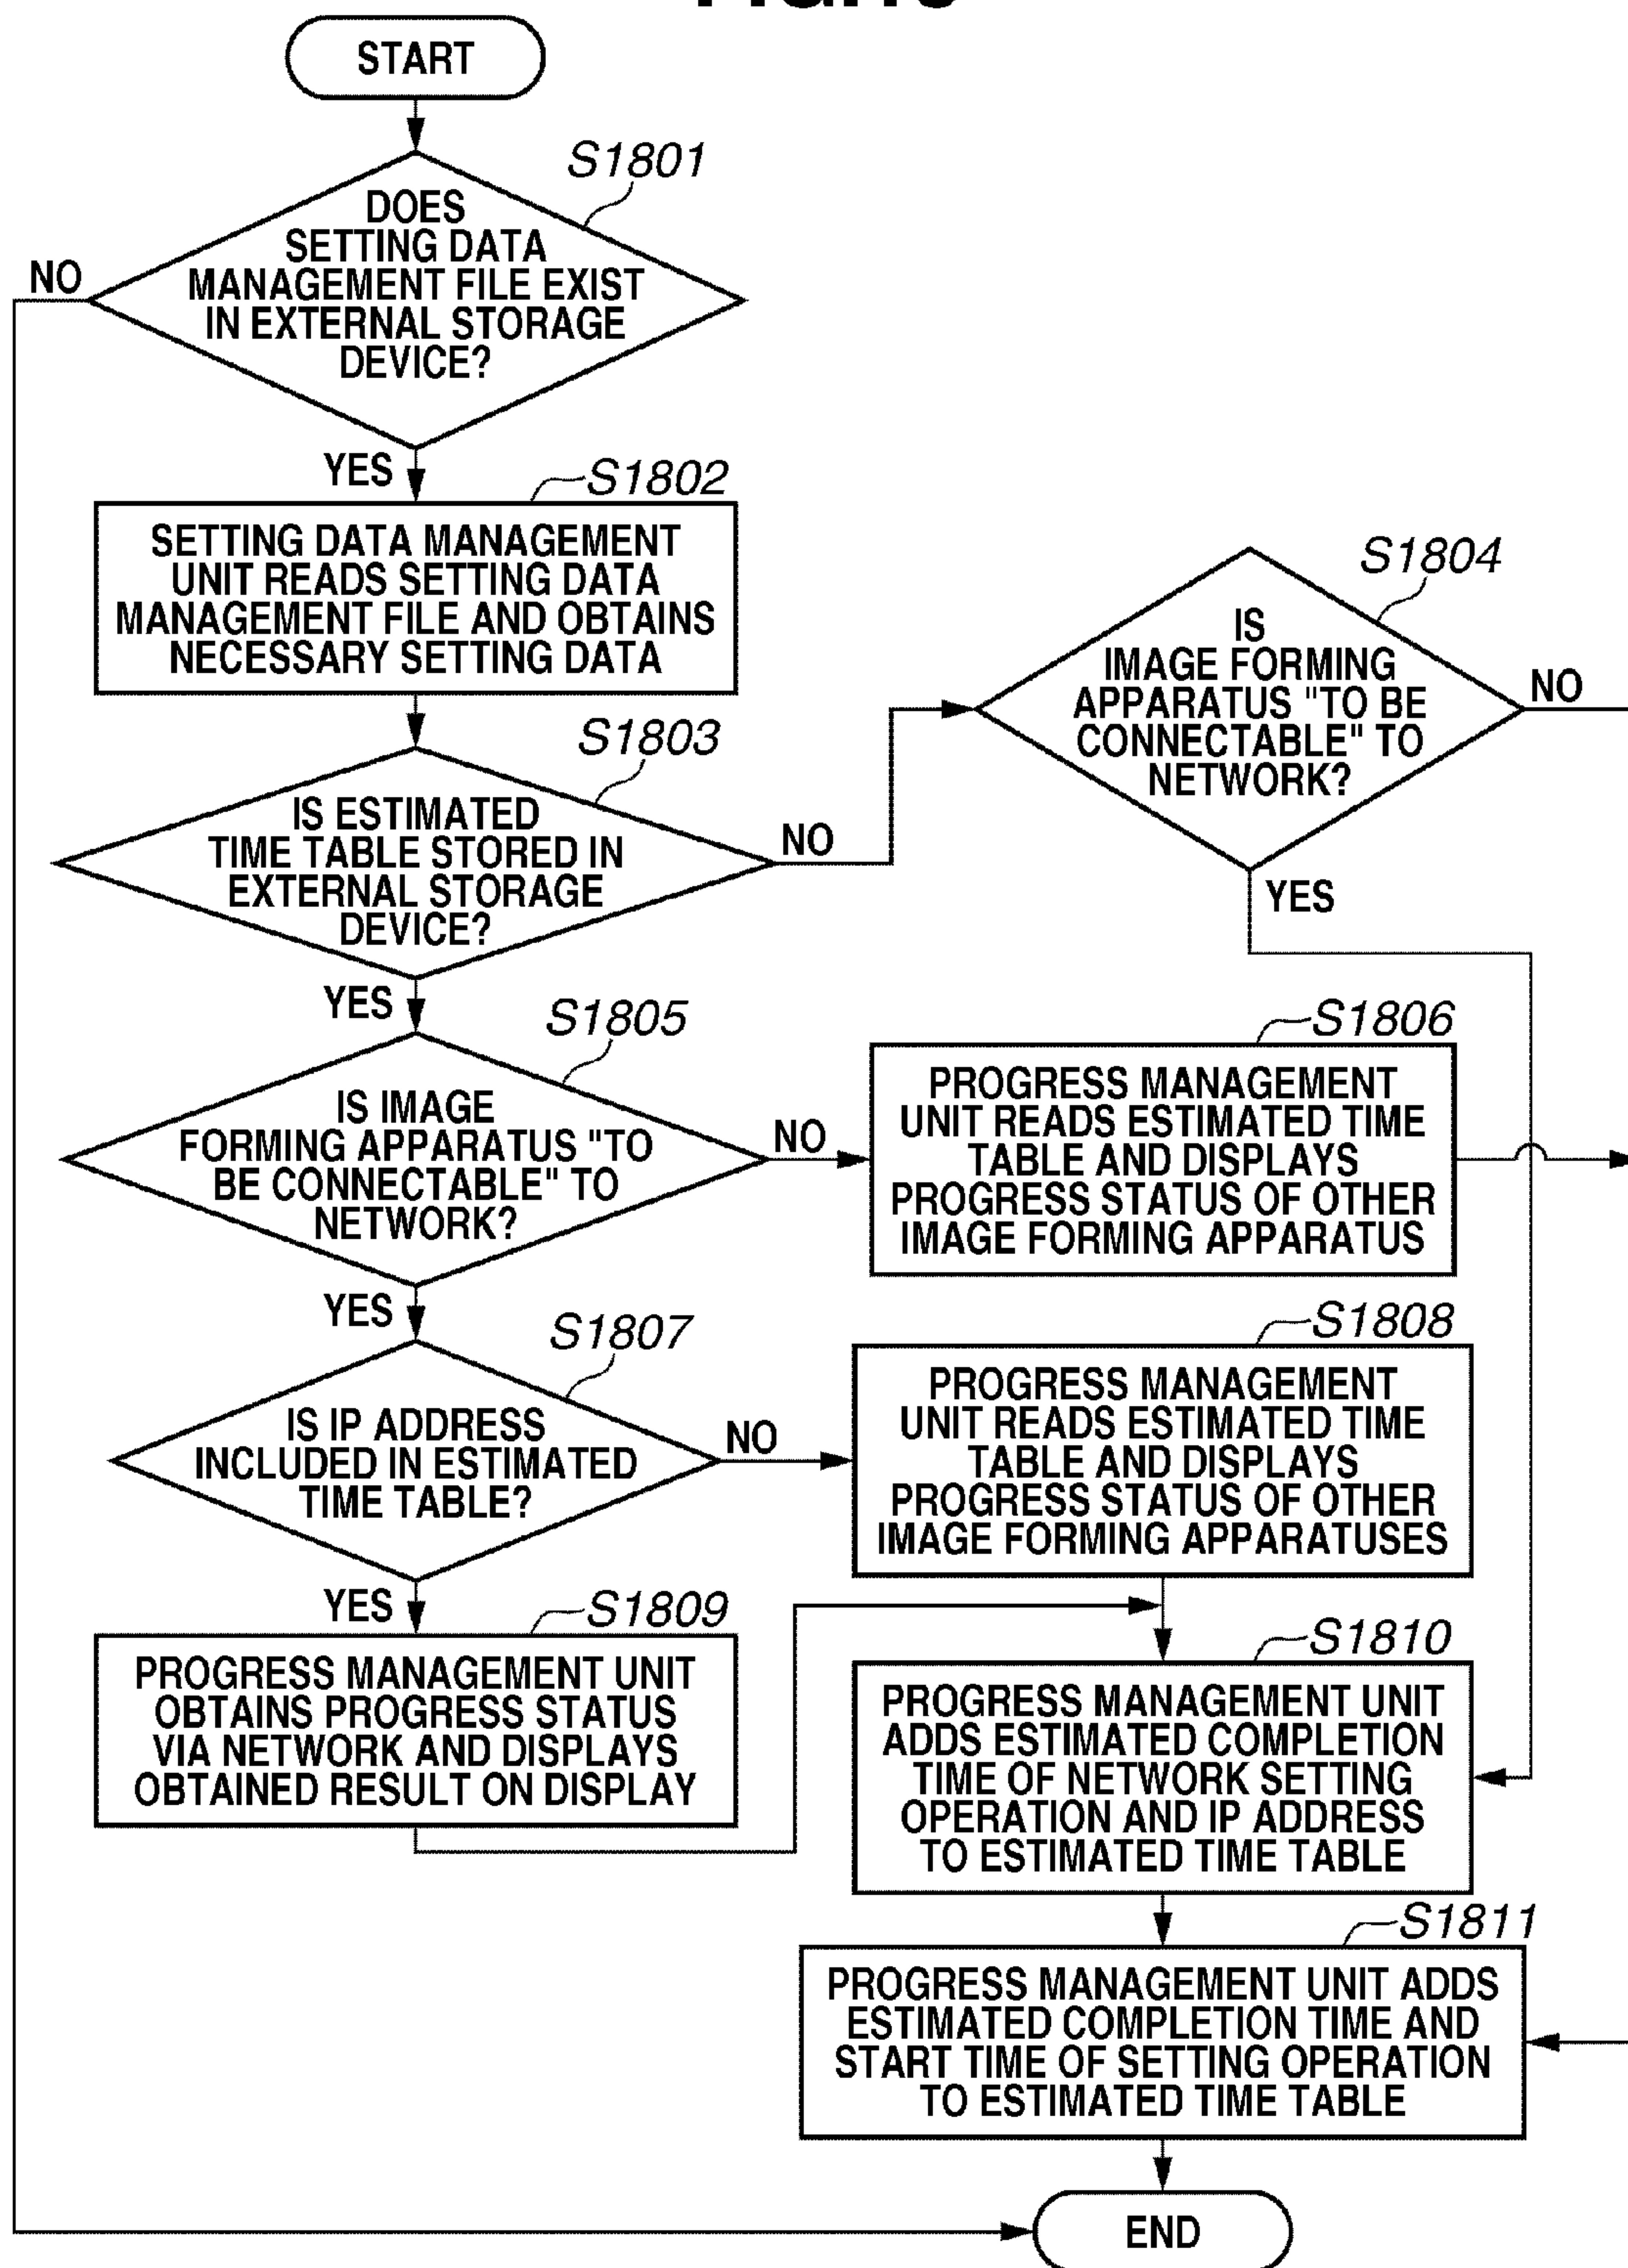 START
S1801
DOES
SETTING DATA
MANAGEMENT FILE EXIST
IN EXTERNAL STORAGE
DEVICE?
NO
YES
S1802
SETTING DATA MANAGEMENT
UNIT READS SETTING DATA
MANAGEMENT FILE AND OBTAINS
NECESSARY SETTING DATA
S1803
IS ESTIMATED
TIME TABLE STORED IN
EXTERNAL STORAGE
DEVICE?
NO
YES
S1804
IS
IMAGE FORMING
APPARATUS "TO BE
CONNECTABLE" TO
NETWORK?
NO
YES
S1805
IS IMAGE
FORMING APPARATUS "TO
BE CONNECTABLE" TO
NETWORK?
NO
YES
S1806
PROGRESS MANAGEMENT
UNIT READS ESTIMATED TIME
TABLE AND DISPLAYS
PROGRESS STATUS OF OTHER
IMAGE FORMING APPARATUS
S1807
IS IP ADDRESS
INCLUDED IN ESTIMATED
TIME TABLE?
NO
YES
S1808
PROGRESS MANAGEMENT
UNIT READS ESTIMATED TIME
TABLE AND DISPLAYS
PROGRESS STATUS OF OTHER
IMAGE FORMING APPARATUSES
S1809
PROGRESS MANAGEMENT UNIT
OBTAINS PROGRESS STATUS
VIA NETWORK AND DISPLAYS
OBTAINED RESULT ON DISPLAY
S1810
PROGRESS MANAGEMENT UNIT
ADDS ESTIMATED COMPLETION
TIME OF NETWORK SETTING
OPERATION AND IP ADDRESS
TO ESTIMATED TIME TABLE
S1811
PROGRESS MANAGEMENT UNIT ADDS
ESTIMATED COMPLETION TIME AND
START TIME OF SETTING OPERATION
TO ESTIMATED TIME TABLE
END